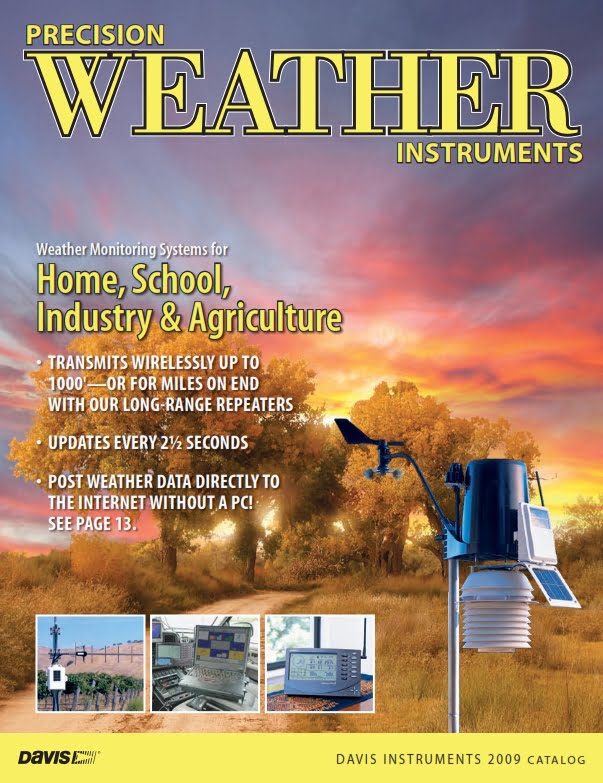 PRECISION
WEATHER
INSTRUMENTS
Weather Monitoring Systems for
Home, School,
Industry & Agriculture
• TRANSMITS WIRELESSLY UP TO
1000'—OR FOR MILES ON END
WITH OUR LONG-RANGE REPEATERS
• UPDATES EVERY 2½ SECONDS
• POST WEATHER DATA DIRECTLY TO
THE INTERNET WITHOUT A PC!
SEE PAGE 13.
DAVIS
DAVIS INSTRUMENTS 2009 CATALOG